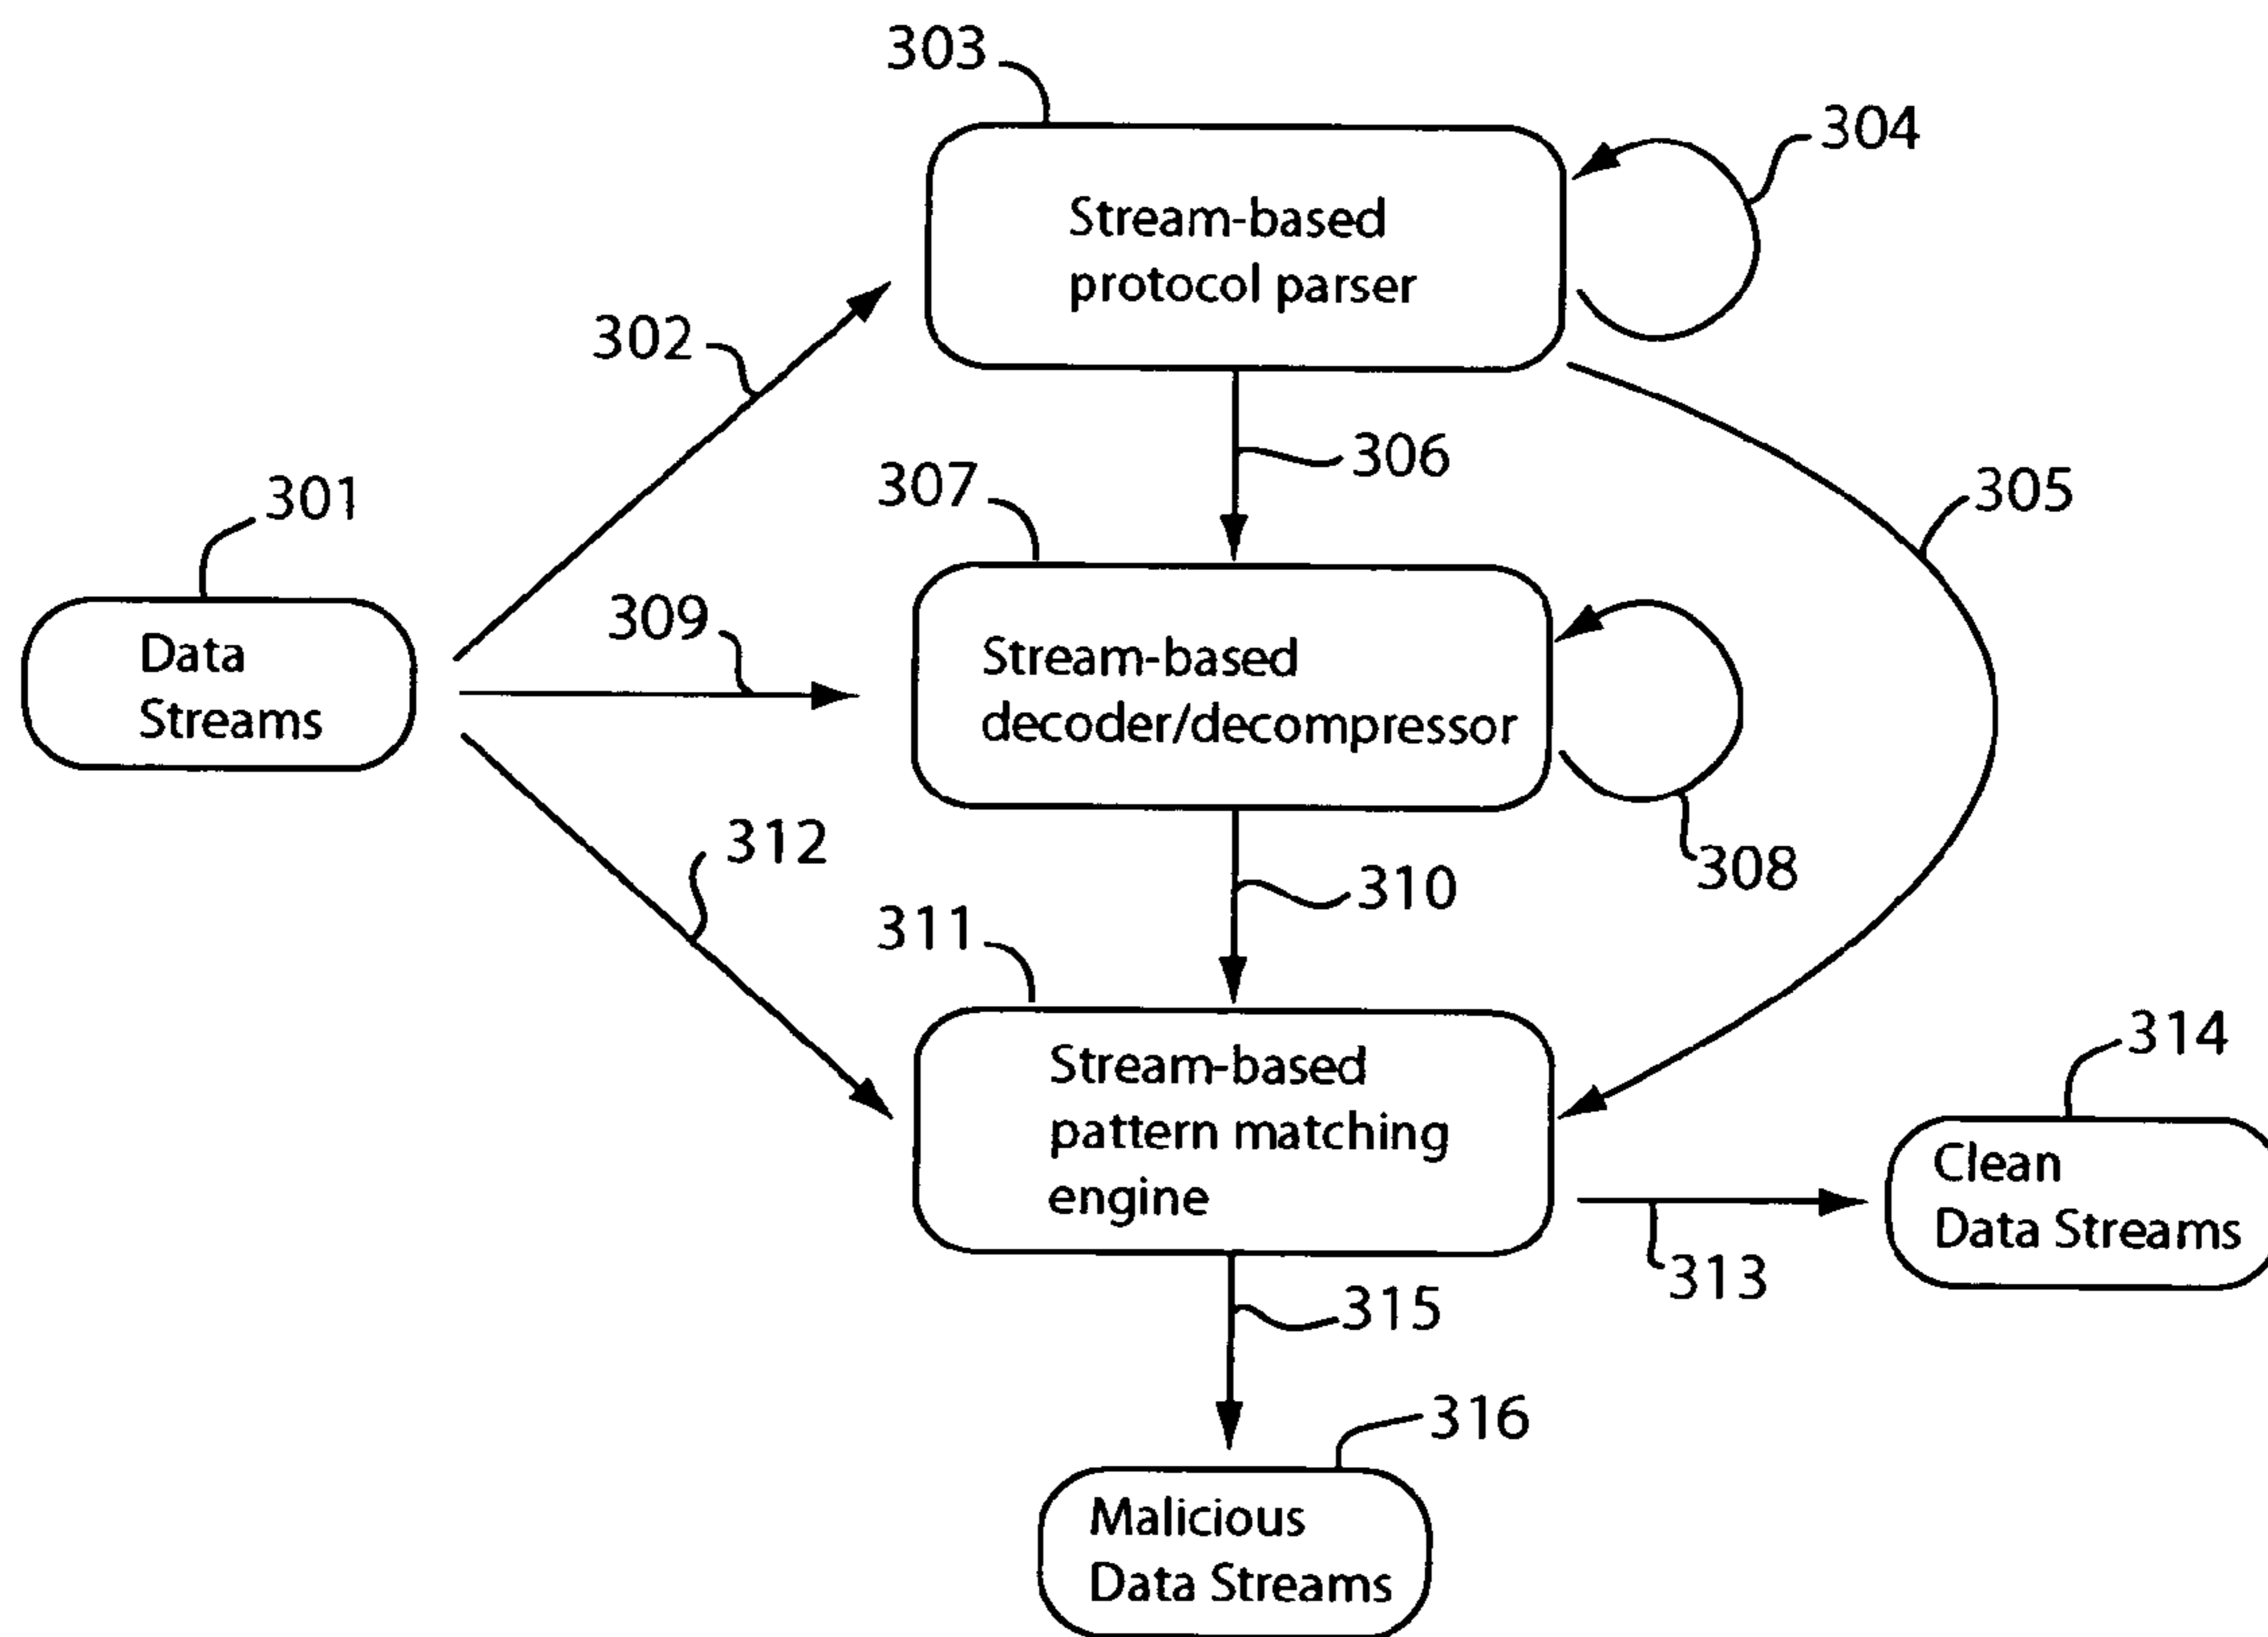 303
304
Stream-based
protocol parser
302
306
307
305
301
309
Data
Streams
Stream-based
decoder/decompressor
312
308
310
311
314
Stream-based
pattern matching
engine
Clean
Data Streams
313
315
316
Malicious
Data Streams